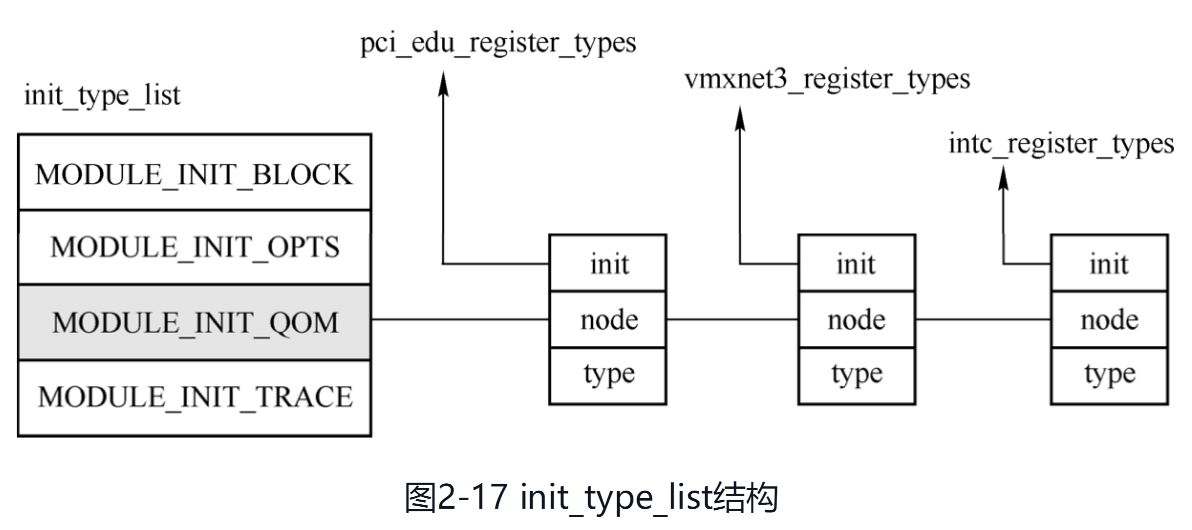 pci_edu_register_types
vmxnet3_register_types
init_type_list
intc_register_types
MODULE_INIT_BLOCK
MODULE_INIT_OPTS
MODULE_INIT_QOM
MODULE_INIT_TRACE
init
node
type
init
node
type
init
node
type
图2-17 init_type_list结构